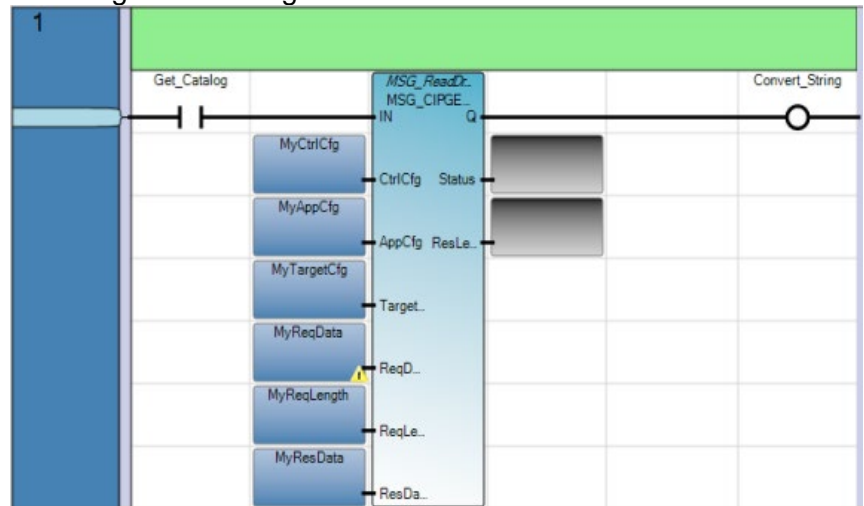 1
Get_Catalog
MSG_ReadDr..
Convert_String
MSG_CIPGE...
IN Q
MyCtrlCfg
CtrlCfg Status
MyAppCfg
AppCfg ResLe...
MyTargetCfg
Target...
MyReqData
ReqD...
MyReqLength
ReqLe...
MyResData
ResDa...